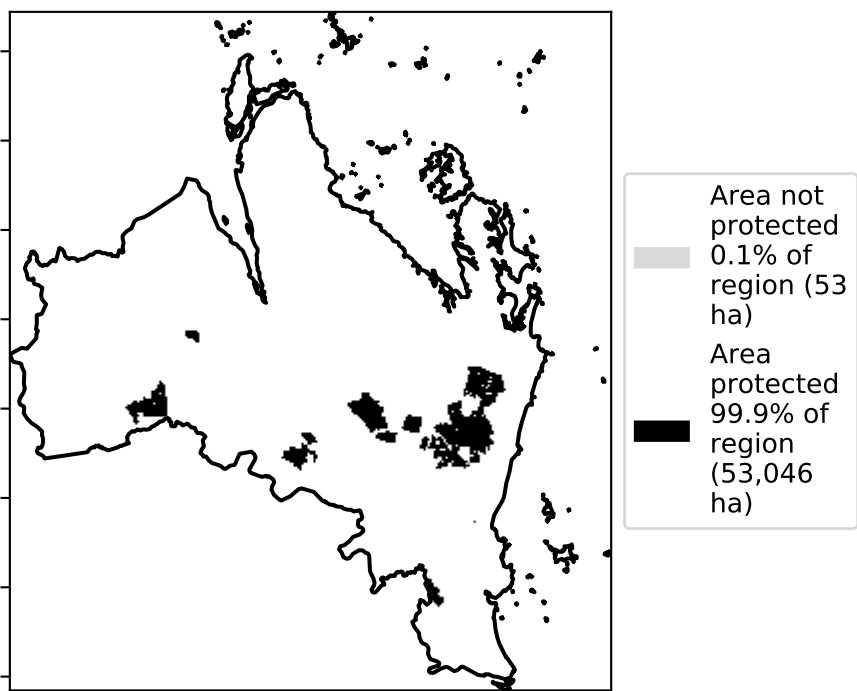 Area not
protected
0.1% of
region (53
ha)
Area
protected
99.9% of
region
(53,046
ha)